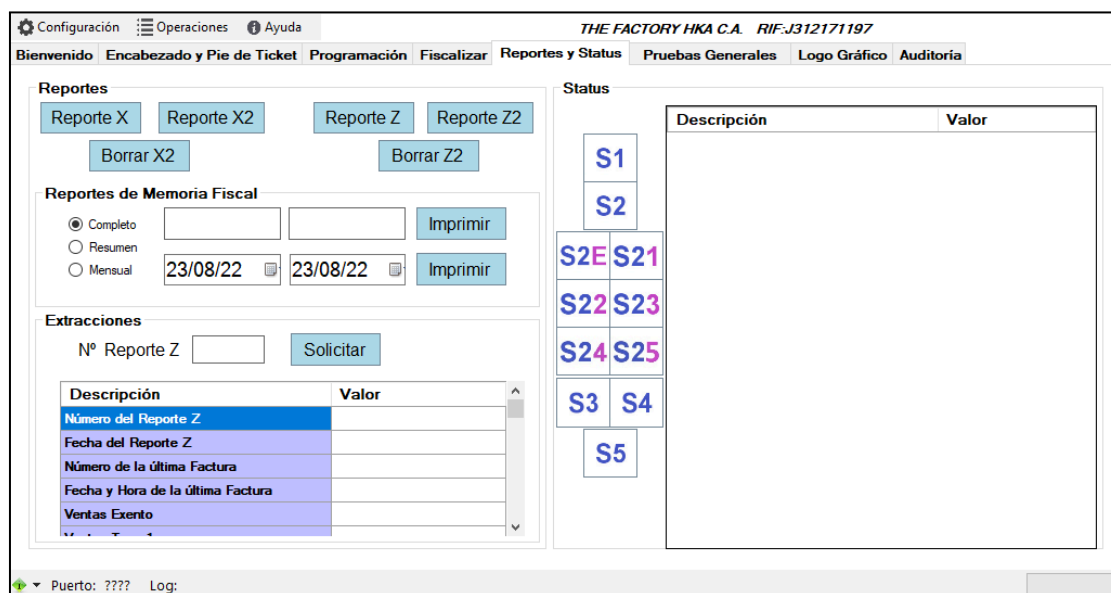 Configuración Operaciones Ayuda THE FACTORY HKA C.A. RIF:J312171197
Bienvenido Encabezado y Pie de Ticket Programación Fiscalizar Reportes y Status Pruebas Generales Logo Gráfico Auditoria
Reportes
Reporte X Reporte X2 Reporte Z Reporte Z2
Borrar X2 Borrar Z2
Reportes de Memoria Fiscal
Completo Imprimir
Resumen
Mensual 23/08/22 23/08/22 Imprimir
Extracciones
Nº Reporte Z Solicitar
Descripción Valor
Número del Reporte Z
Fecha del Reporte Z
Número de la última Factura
Fecha y Hora de la última Factura
Ventas Exento
Status
Descripción Valor
S1
S2
S2E S21
S22 S23
S24 S25
S3 S4
S5
Puerto: ???? Log: